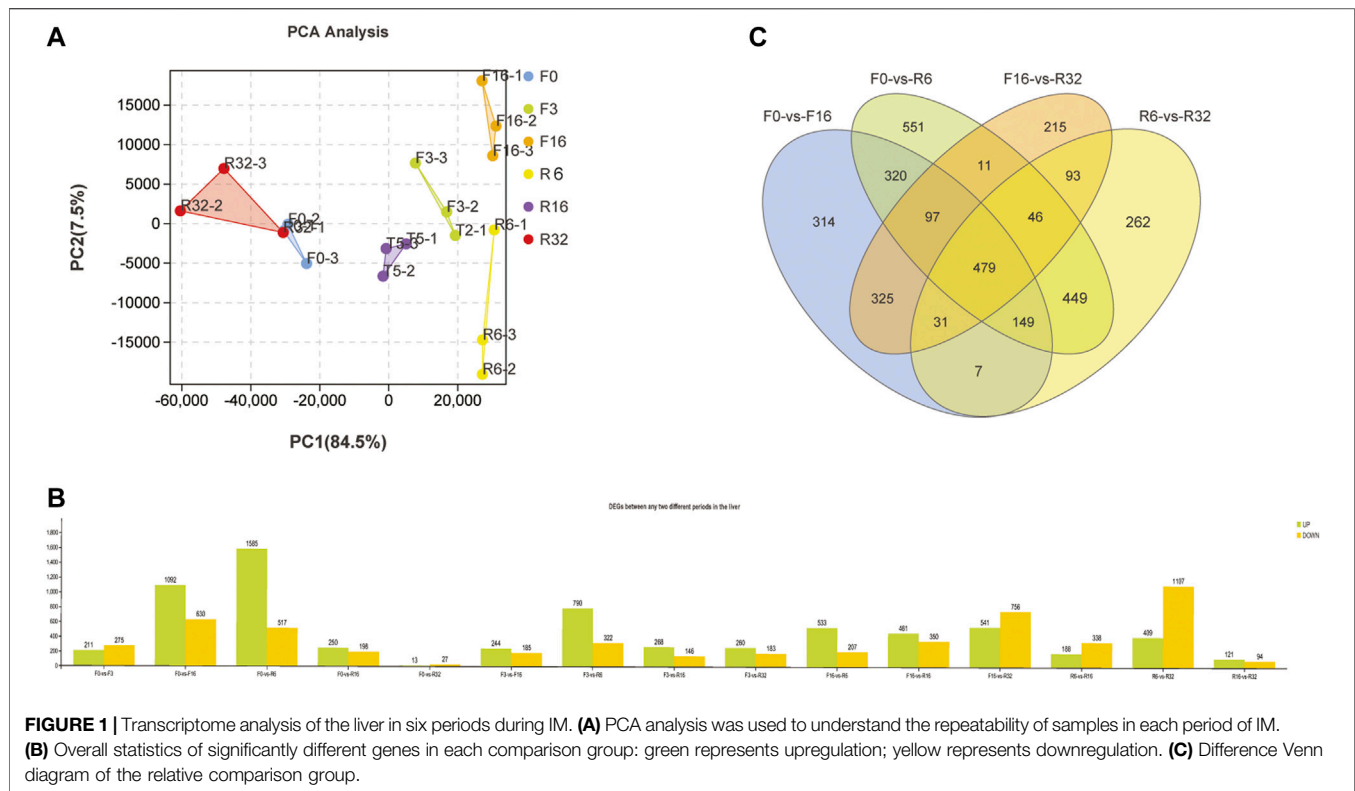 A
PCA Analysis
PC2(7.5%)
15000
10000
5000
0
-5000
-10000
-15000
-60,000 -40,000 -20,000 0 20,000
PC1(84.5%)
F16-1
F16-2
F16-3
R32-3
R32-2
R32-1
F0-2
F0-3
F3-3
F3-2
T2-1
T5-3
T5-1
T5-2
R6-1
R6-3
R6-2
F0
F3
F16
R6
R16
R32
C
F0-vs-F16
F0-vs-R6
F16-vs-R32
R6-vs-R32
551
215
320
11
93
314
97
46
262
479
325
31
149
449
7
B
DEGs between any two different periods in the liver
UP
DOWN
1,800
1,600
1,400
1,200
1,000
800
600
400
200
0
211 275
1092 630
1585 517
250 198
13 27
244 185
790 322
268 146
260 183
533 207
461 350
541 756
188 338
409 1107
121 94
F0-vs-F3 F0-vs-F16 F0-vs-R6 F0-vs-R16 F0-vs-R32 F3-vs-F16 F3-vs-R6 F3-vs-R16 F3-vs-R32 F16-vs-R6 F16-vs-R16 F16-vs-R32 R6-vs-R16 R6-vs-R32 R16-vs-R32
FIGURE 1 | Transcriptome analysis of the liver in six periods during IM. (A) PCA analysis was used to understand the repeatability of samples in each period of IM.
(B) Overall statistics of significantly different genes in each comparison group: green represents upregulation; yellow represents downregulation. (C) Difference Venn
diagram of the relative comparison group.